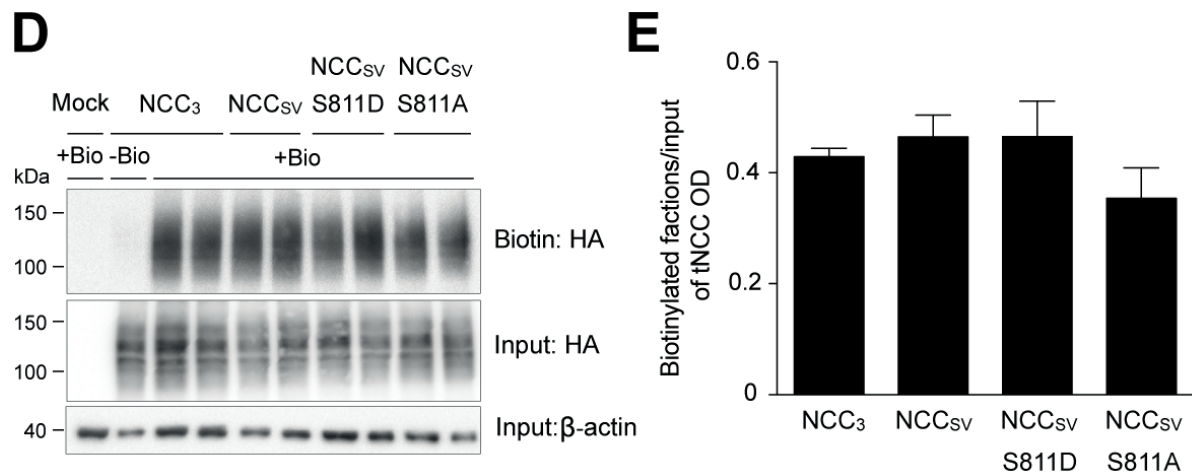 D
NCCSV NCCSV
Mock NCC3 NCCSV S811D S811A
+Bio -Bio +Bio
kDa
150
100
Biotin: HA
150
100
Input: HA
40
Input:β-actin
E
Biotinylated factions/input
of tNCC OD
0.6
0.4
0.2
0
NCC3 NCCSV NCCSV NCCSV
S811D S811A